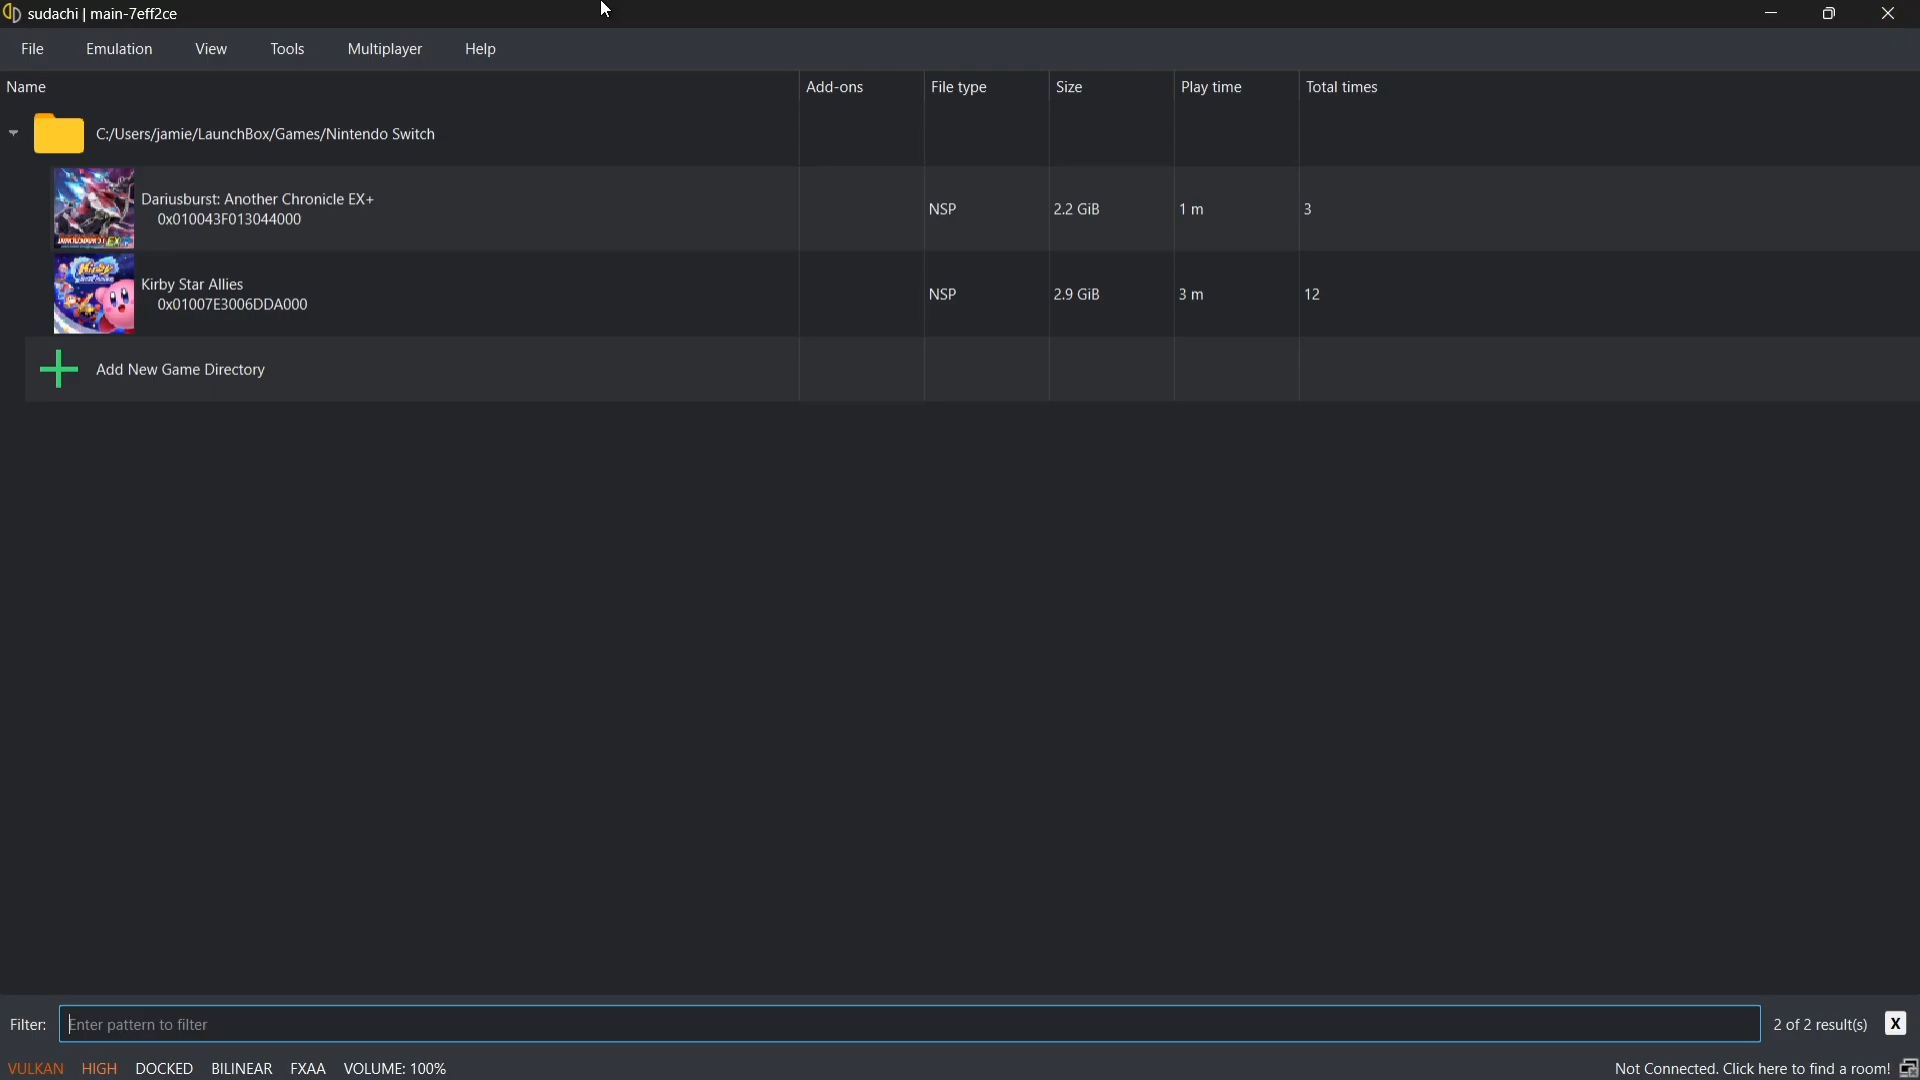 sudachi | main-7eff2ce
File Emulation View Tools Multiplayer Help
Name Add-ons File type Size Play time Total times
C:/Users/jamie/LaunchBox/Games/Nintendo Switch
Dariusburst: Another Chronicle EX+
0x010043F013044000
NSP 2.2 GiB 1 m 3
Kirby Star Allies
0x01007E3006DDA000
NSP 2.9 GiB 3 m 12
Add New Game Directory
Filter: Enter pattern to filter 2 of 2 result(s) X
VULKAN HIGH DOCKED BILINEAR FXAA VOLUME: 100% Not Connected. Click here to find a room!